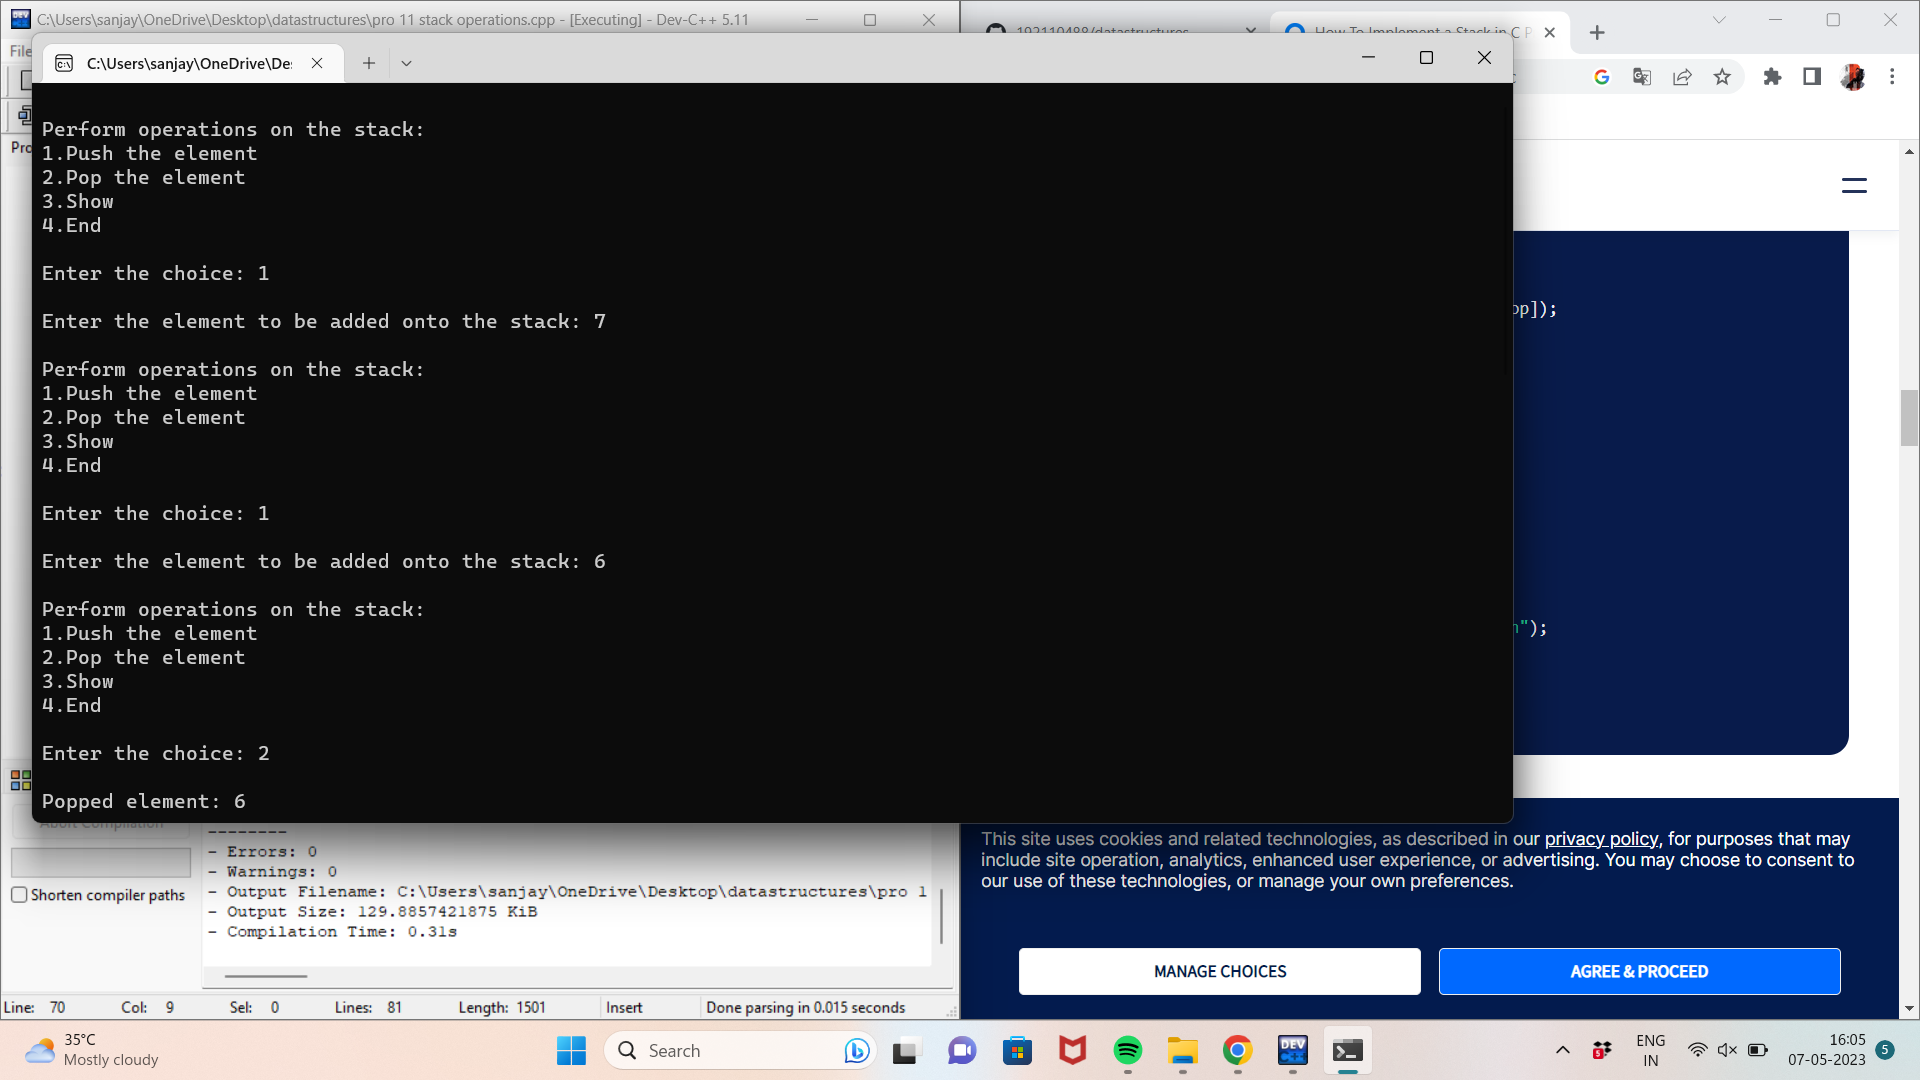 C:\Users\sanjay\OneDrive\Desktop\datastructures\pro 11 stack operations.cpp - [Executing] - Dev-C++ 5.11
File
192110488/datastructures
How To Implement a Stack in C P
C:\Users\sanjay\OneDrive\De
Perform operations on the stack:
1.Push the element
2.Pop the element
3.Show
4.End
Enter the choice: 1
Enter the element to be added onto the stack: 7
Perform operations on the stack:
1.Push the element
2.Pop the element
3.Show
4.End
Enter the choice: 1
Enter the element to be added onto the stack: 6
Perform operations on the stack:
1.Push the element
2.Pop the element
3.Show
4.End
Enter the choice: 2
Popped element: 6
Pro
op]);
n");
Abort Compilation
Shorten compiler paths
--------
- Errors: 0
- Warnings: 0
- Output Filename: C:\Users\sanjay\OneDrive\Desktop\datastructures\pro 1
- Output Size: 129.8857421875 KiB
- Compilation Time: 0.31s
Line: 70 Col: 9 Sel: 0 Lines: 81 Length: 1501 Insert Done parsing in 0.015 seconds
This site uses cookies and related technologies, as described in our privacy policy, for purposes that may
include site operation, analytics, enhanced user experience, or advertising. You may choose to consent to
our use of these technologies, or manage your own preferences.
MANAGE CHOICES
AGREE & PROCEED
35°C
Mostly cloudy
Search
DEV
C++
5
ENG
IN
16:05
07-05-2023
5